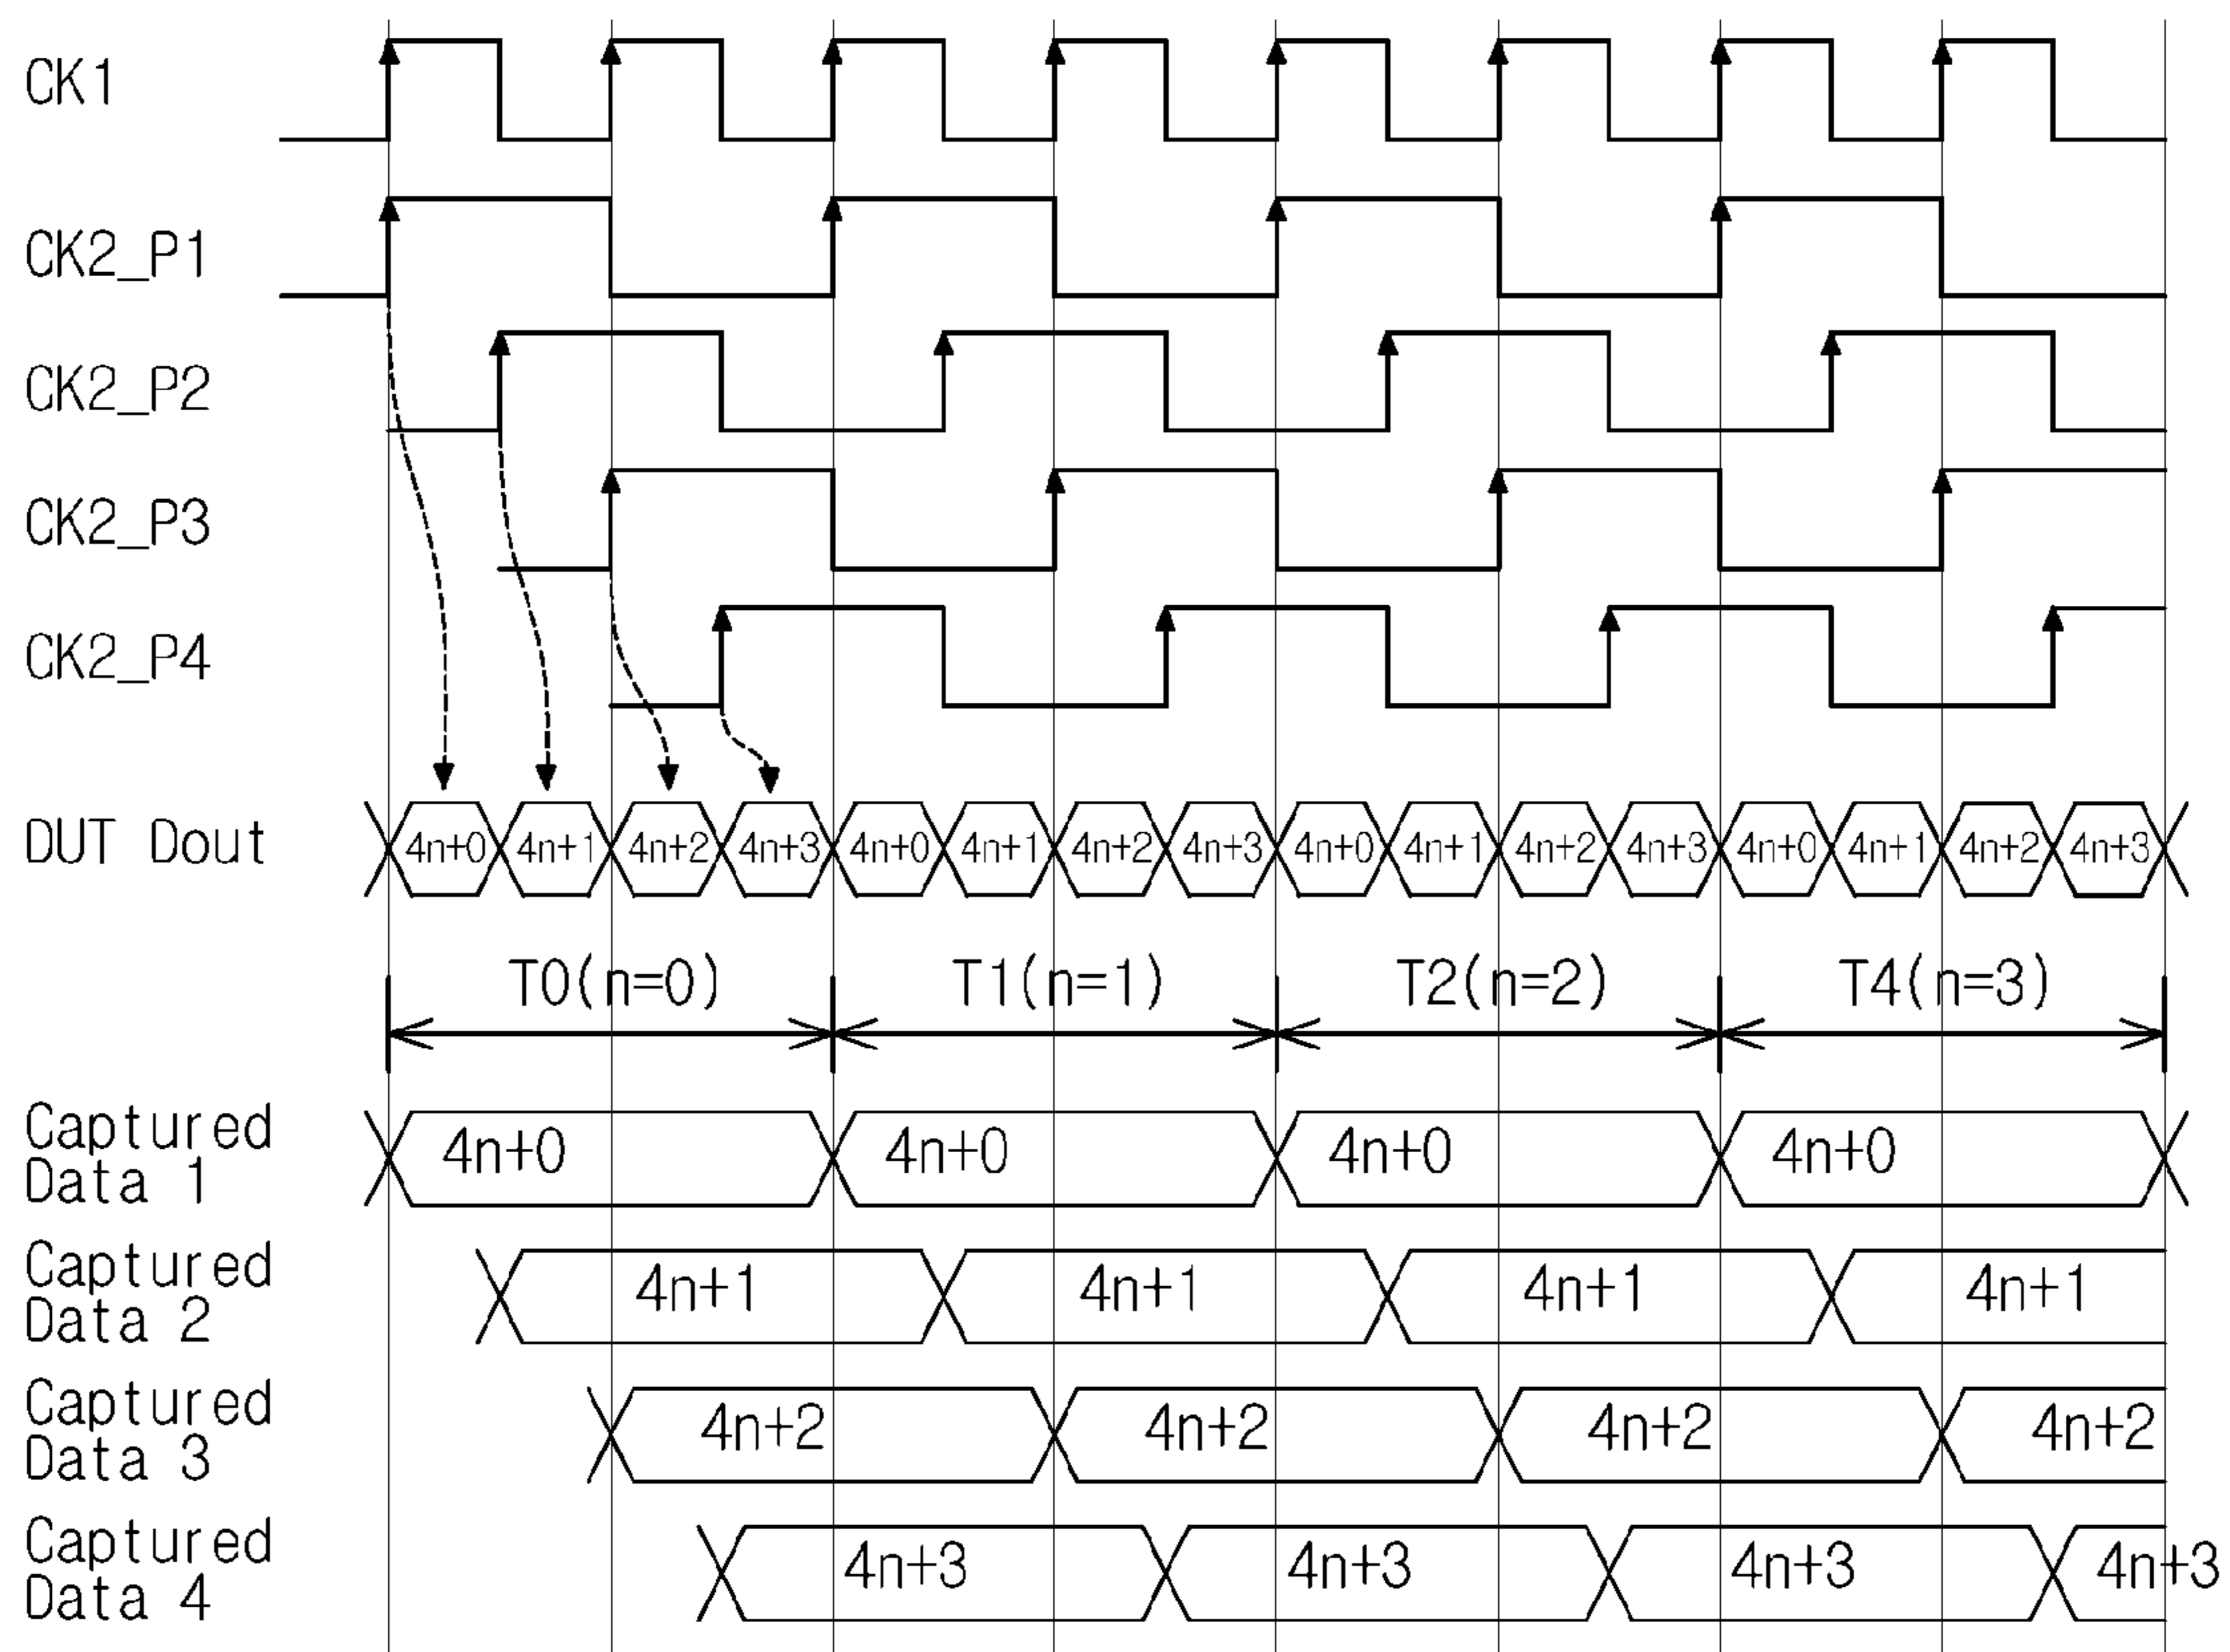 CK1
CK2_P1
CK2_P2
CK2_P3
CK2_P4
DUT Dout 4n+0 4n+1 4n+2 4n+3 4n+0 4n+1 4n+2 4n+3 4n+0 4n+1 4n+2 4n+3 4n+0 4n+1 4n+2 4n+3
T0(n=0) T1(n=1) T2(n=2) T4(n=3)
Captured
Data 1
4n+0 4n+0 4n+0 4n+0
Captured
Data 2
4n+1 4n+1 4n+1 4n+1
Captured
Data 3
4n+2 4n+2 4n+2 4n+2
Captured
Data 4
4n+3 4n+3 4n+3 4n+3